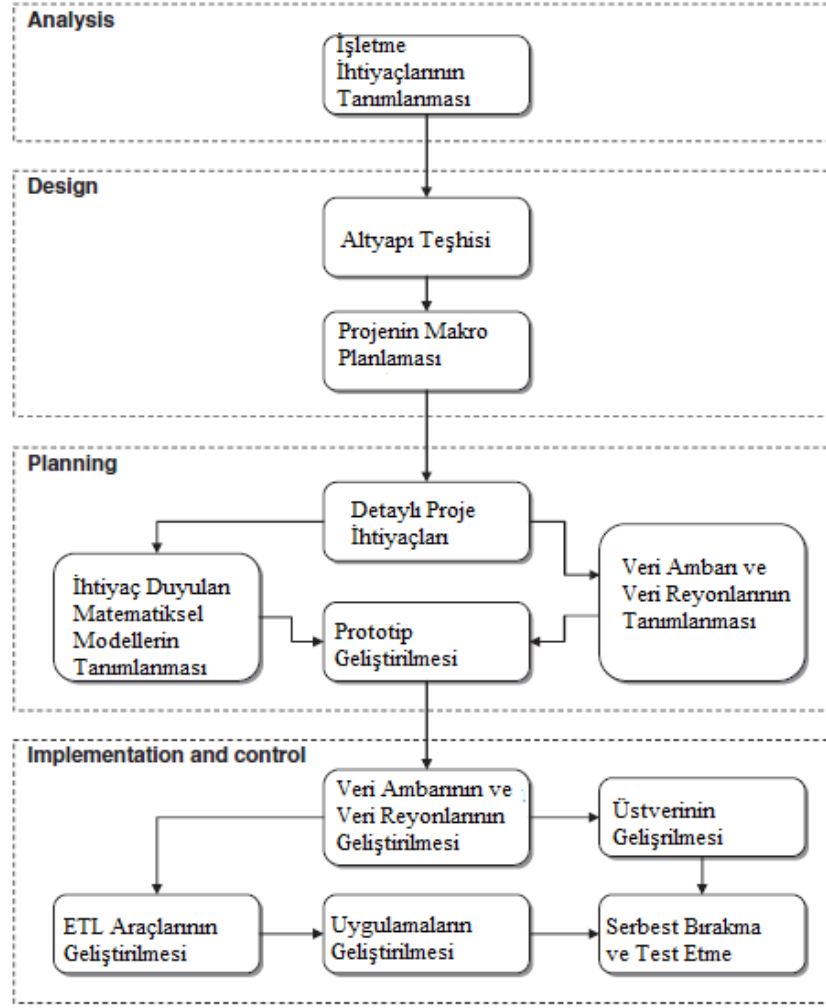 Analysis
İşletme
İhtiyaçlarının
Tanımlanması
Design
Altyapı Teşhisi
Projenin Makro
Planlaması
Planning
Detaylı Proje
İhtiyaçları
İhtiyaç Duyulan
Matematiksel
Modellerin
Tanımlanması
Prototip
Geliştirilmesi
Veri Ambarı ve
Veri Reyonlarının
Tanımlanması
Implementation and control
Veri Ambarının ve
Veri Reyonlarının
Geliştirilmesi
Üstverinin
Gelişrilmesi
ETL Araçlarının
Geliştirilmesi
Uygulamaların
Geliştirilmesi
Serbest Bırakma
ve Test Etme